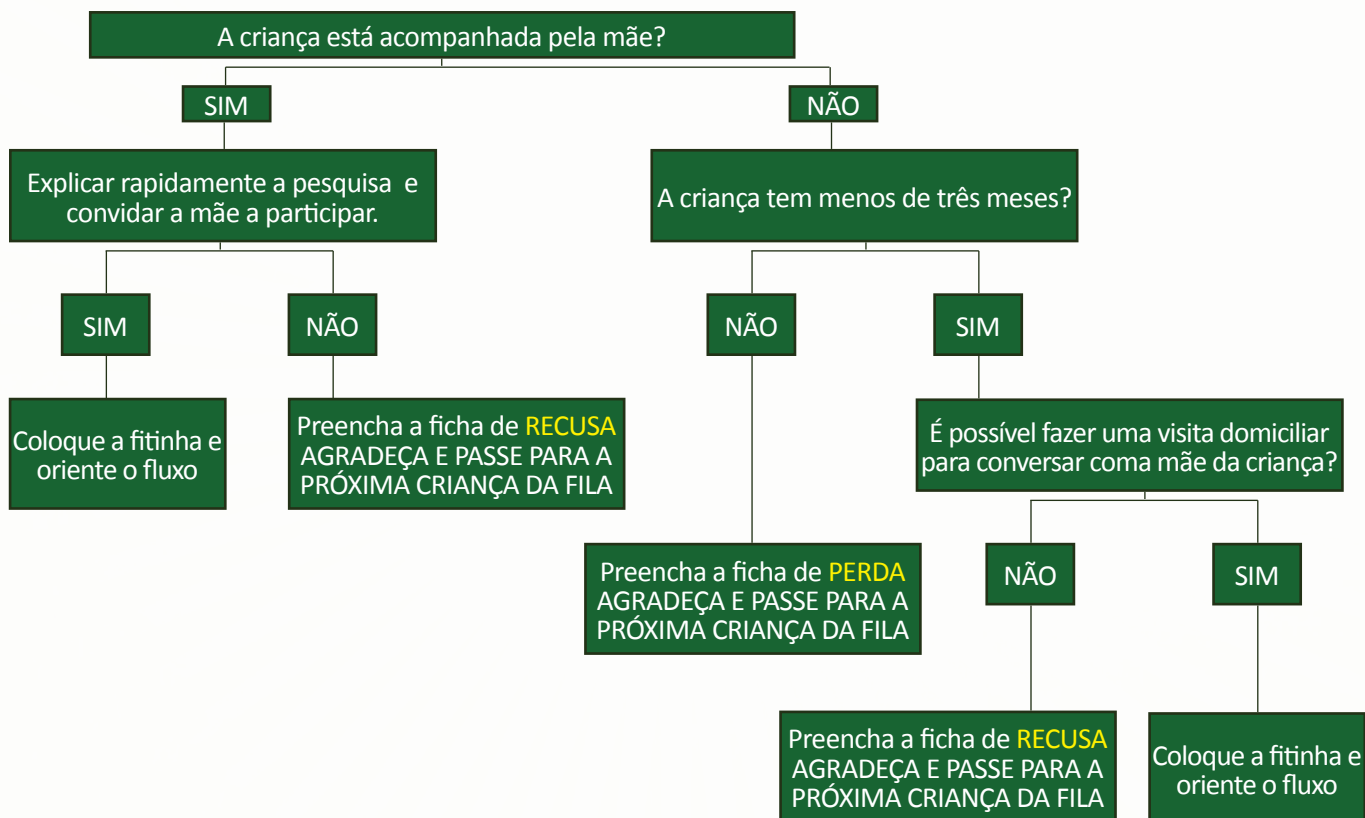 A criança está acompanhada pela mãe?
SIM
NÃO
Explicar rapidamente a pesquisa e
convidar a mãe a participar.
A criança tem menos de três meses?
SIM
NÃO
NÃO
SIM
Coloque a fitinha e
oriente o fluxo
Preencha a ficha de RECUSA
AGRADEÇA E PASSE PARA A
PRÓXIMA CRIANÇA DA FILA
É possível fazer uma visita domiciliar
para conversar coma mãe da criança?
Preencha a ficha de PERDA
AGRADEÇA E PASSE PARA A
PRÓXIMA CRIANÇA DA FILA
NÃO
SIM
Preencha a ficha de RECUSA
AGRADEÇA E PASSE PARA A
PRÓXIMA CRIANÇA DA FILA
Coloque a fitinha e
oriente o fluxo